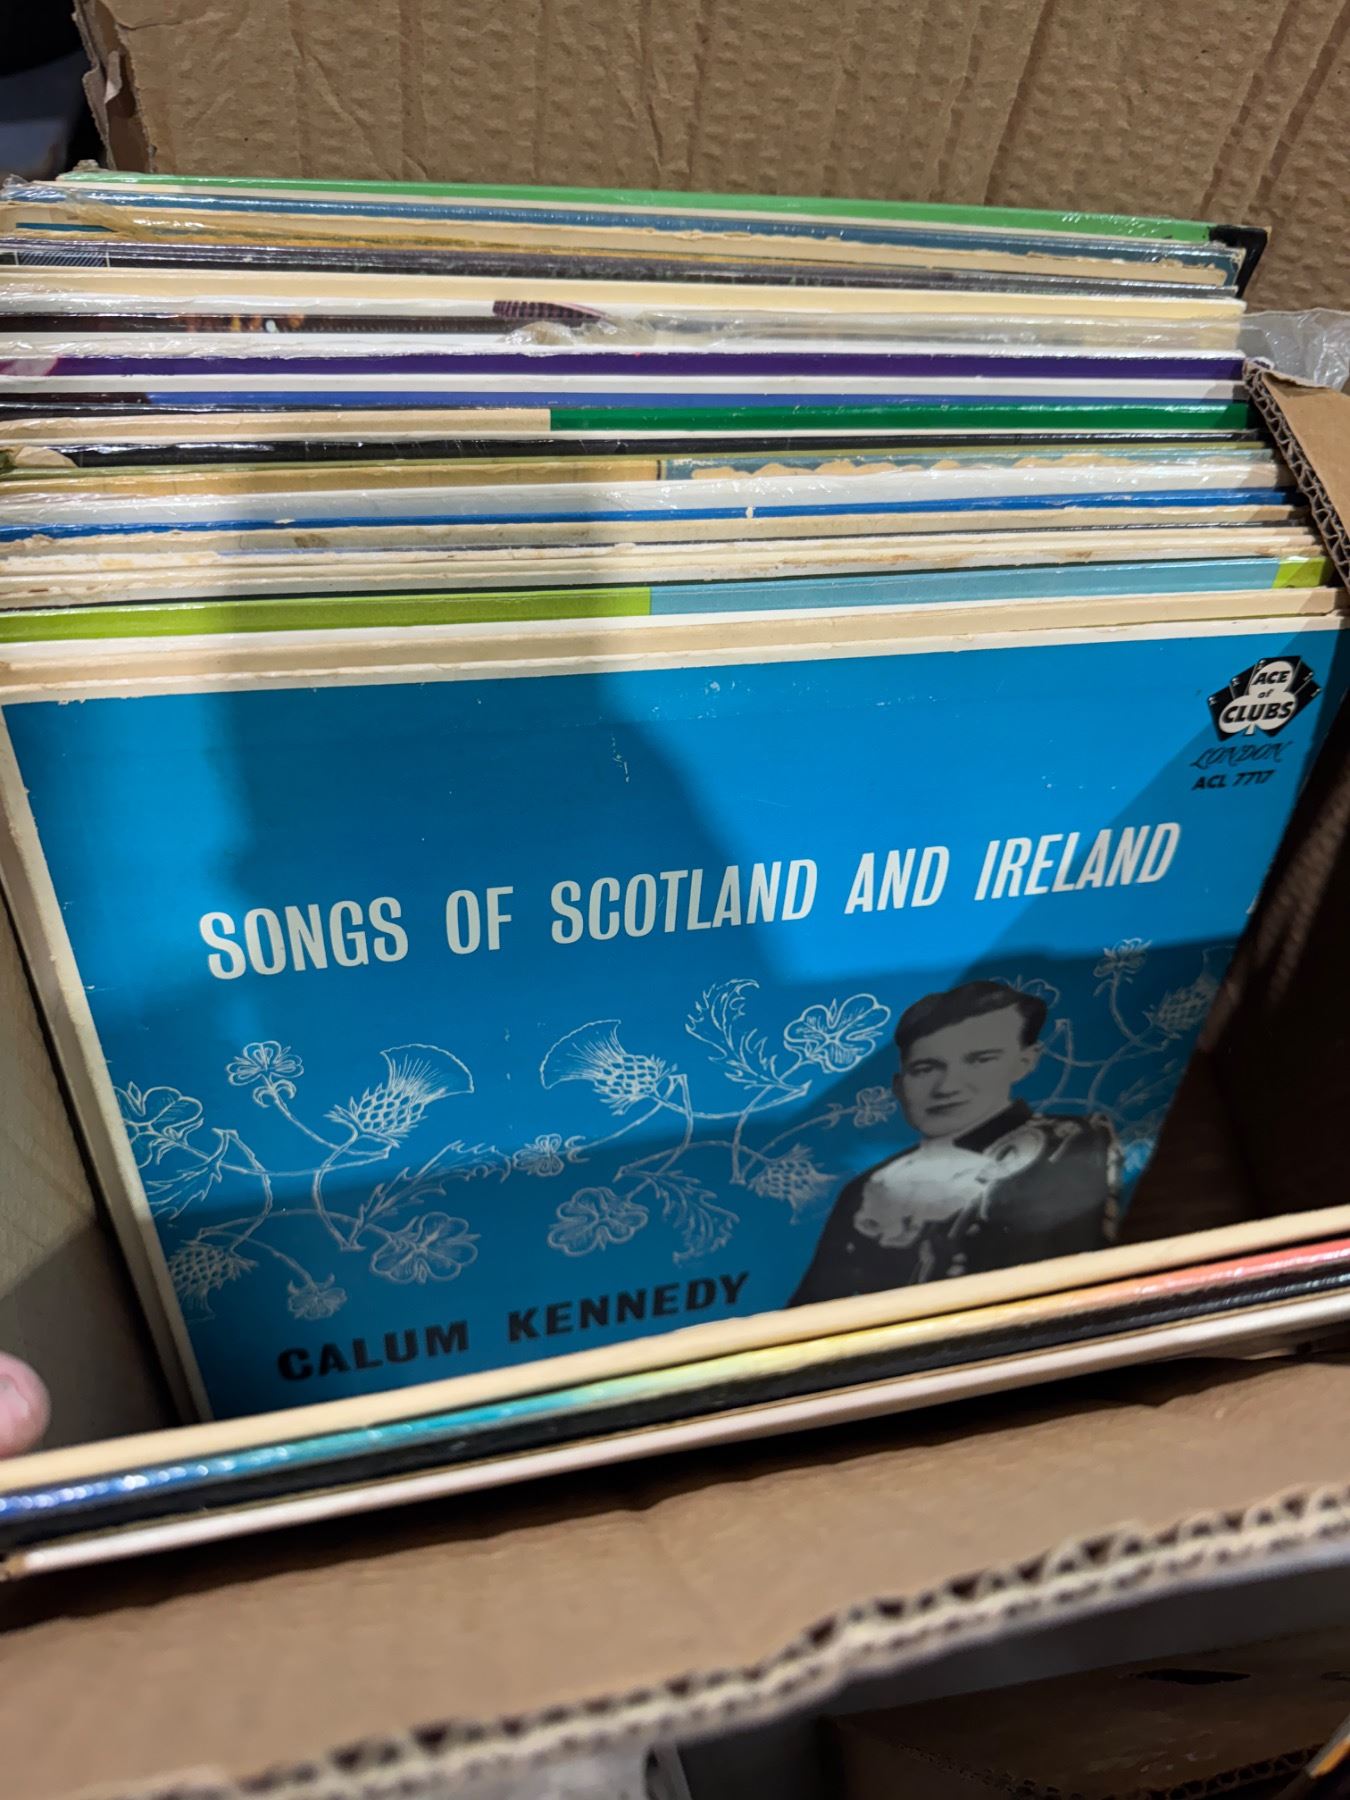 ACE
of
CLUBS
LONDON
ACL 7717
SONGS OF SCOTLAND AND IRELAND
CALUM KENNEDY